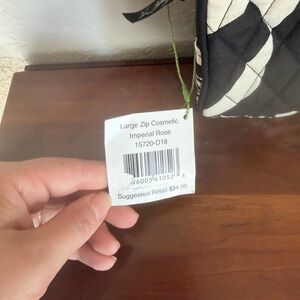 Large Zip Cosmetic
Imperial Rose
15720-D18
Suggested Retail $34.00